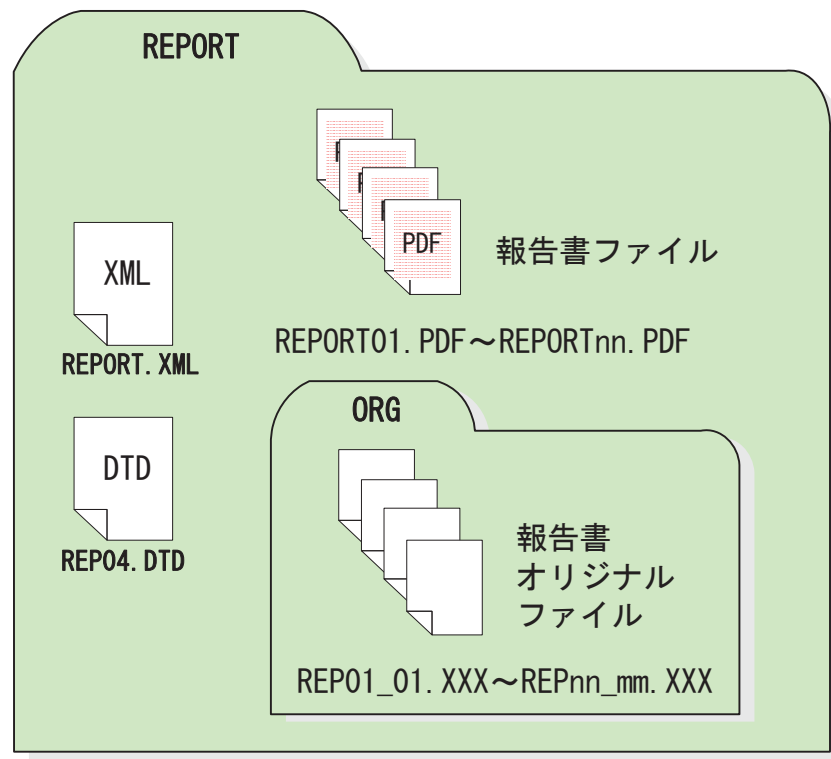 REPORT
PDF
報告書ファイル
XML
REPORT.XML
REPORT01.PDF～REPORTnn.PDF
ORG
DTD
REP04.DTD
報告書
オリジナル
ファイル
REP01_01.XXX～REPnn_mm.XXX